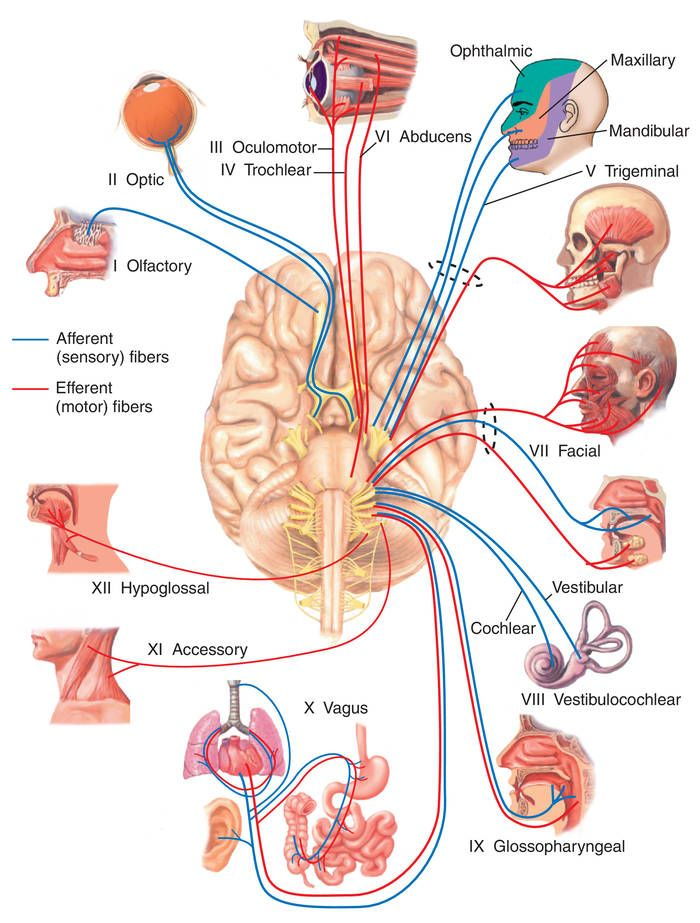 Ophthalmic
Maxillary
Mandibular
V Trigeminal
III Oculomotor
IV Trochlear
VI Abducens
II Optic
I Olfactory
Afferent
(sensory) fibers
Efferent
(motor) fibers
VII Facial
XII Hypoglossal
Vestibular
Cochlear
XI Accessory
VIII Vestibulocochlear
X Vagus
IX Glossopharyngeal